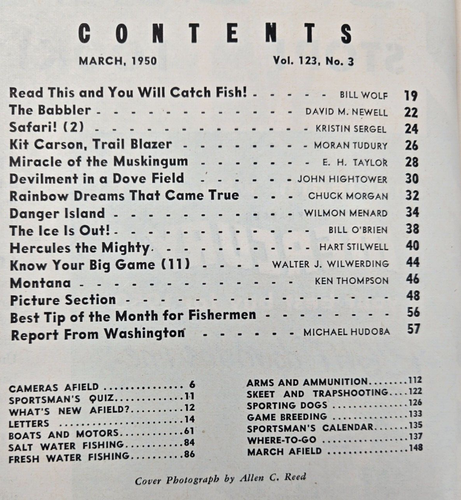 CONTENTS
MARCH, 1950 Vol. 123, No. 3
Read This and You Will Catch Fish! - - - - - BILL WOLF 19
The Babbler - - - - - - - - - - - DAVID M. NEWELL 22
Safari! (2) - - - - - - - - - - - KRISTIN SERGEL 24
Kit Carson, Trail Blazer - - - - - - - MORAN TUDURY 26
Miracle of the Muskingum - - - - - - E. H. TAYLOR 28
Devilment in a Dove Field - - - - - - JOHN HIGHTOWER 30
Rainbow Dreams That Came True - - - - CHUCK MORGAN 32
Danger Island - - - - - - - - - - WILMON MENARD 34
The Ice Is Out! - - - - - - - - - - - BILL O'BRIEN 38
Hercules the Mighty - - - - - - - - - HART STILWELL 40
Know Your Big Game (11) - - - - - WALTER J. WILWERDING 44
Montana - - - - - - - - - - - - - KEN THOMPSON 46
Picture Section - - - - - - - - - - - - - - - - - 48
Best Tip of the Month for Fishermen - - - - - - - - 56
Report From Washington - - - - - - - MICHAEL HUDOBA 57
CAMERAS AFIELD .............. 6
SPORTSMAN'S QUIZ............. 11
WHAT'S NEW AFIELD?........... 12
LETTERS ..................... 14
BOATS AND MOTORS............. 61
SALT WATER FISHING .......... 84
FRESH WATER FISHING.......... 86
ARMS AND AMMUNITION.......112
SKEET AND TRAPSHOOTING....122
SPORTING DOGS ............126
GAME BREEDING ............133
SPORTSMAN'S CALENDAR......135
WHERE-TO-GO ..............137
MARCH AFIELD .............148
Cover Photograph by Allen C. Reed